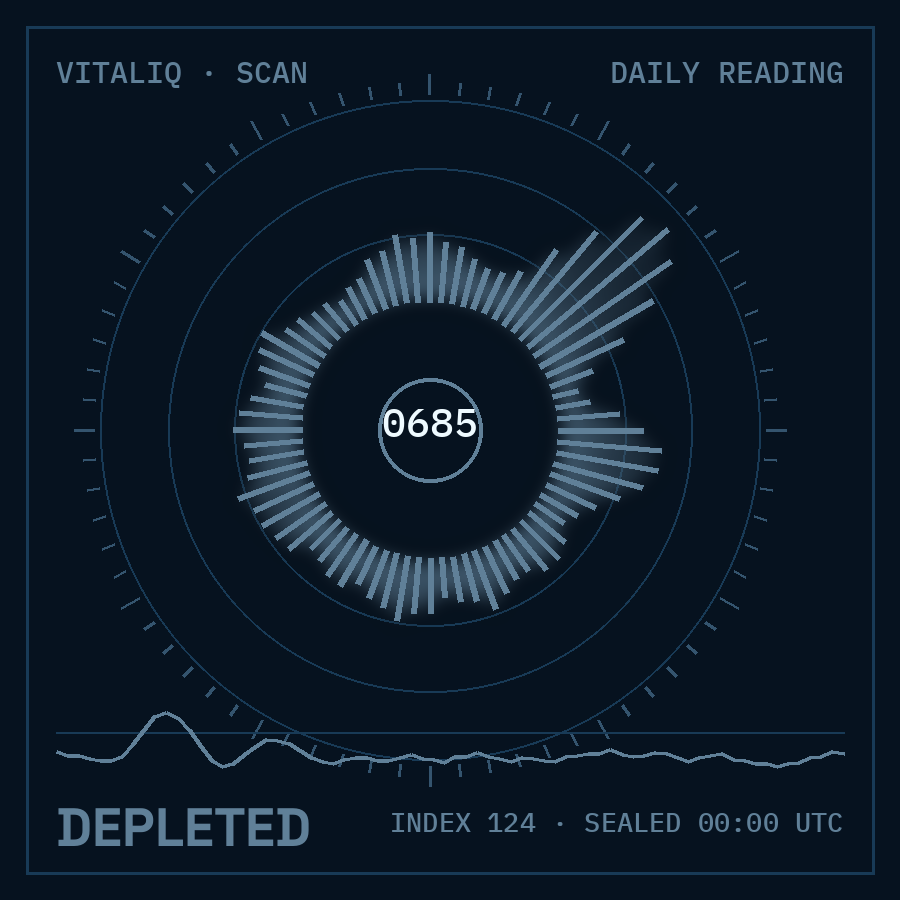 VITALIQ · SCAN
DAILY READING
0685
DEPLETED
INDEX 124 · SEALED 00:00 UTC